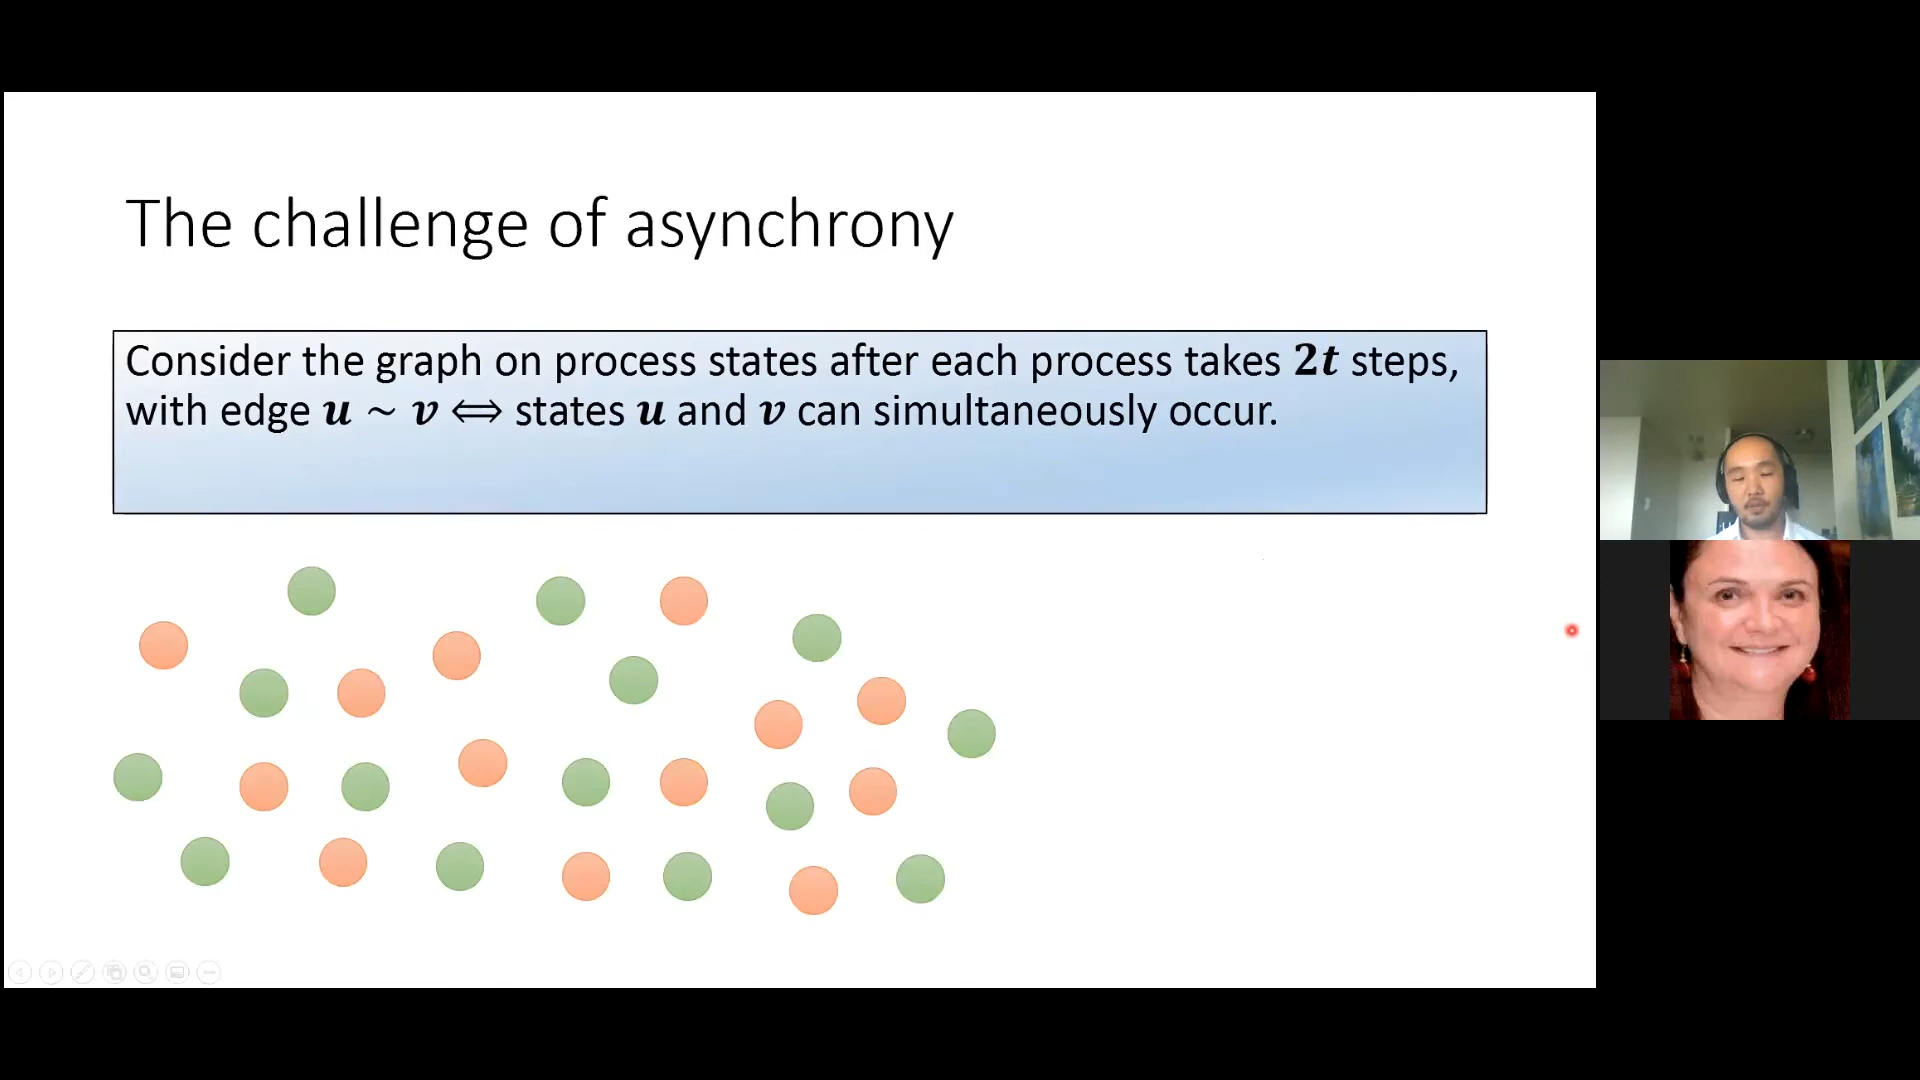 The challenge of asynchrony
Consider the graph on process states after each process takes 2t steps,
with edge u ~ v ⟺ states u and v can simultaneously occur.